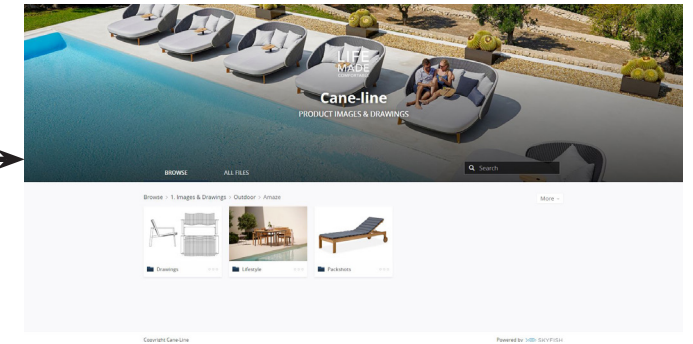 LIFE
MADE
COMFORTABLE
Cane-line
PRODUCT IMAGES & DRAWINGS
BROWSE ALL FILES Search
Browse > 1. Images & Drawings > Outdoor > Amaze More
Drawings Lifestyle Packshots
Copyright Cane-Line Powered by SKYFISH